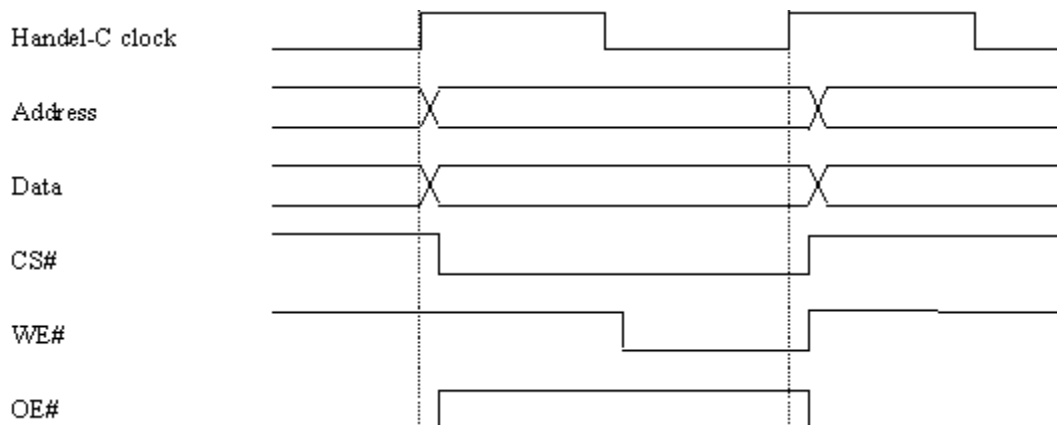 Handel-C clock
Address
Data
CS#
WE#
OE#